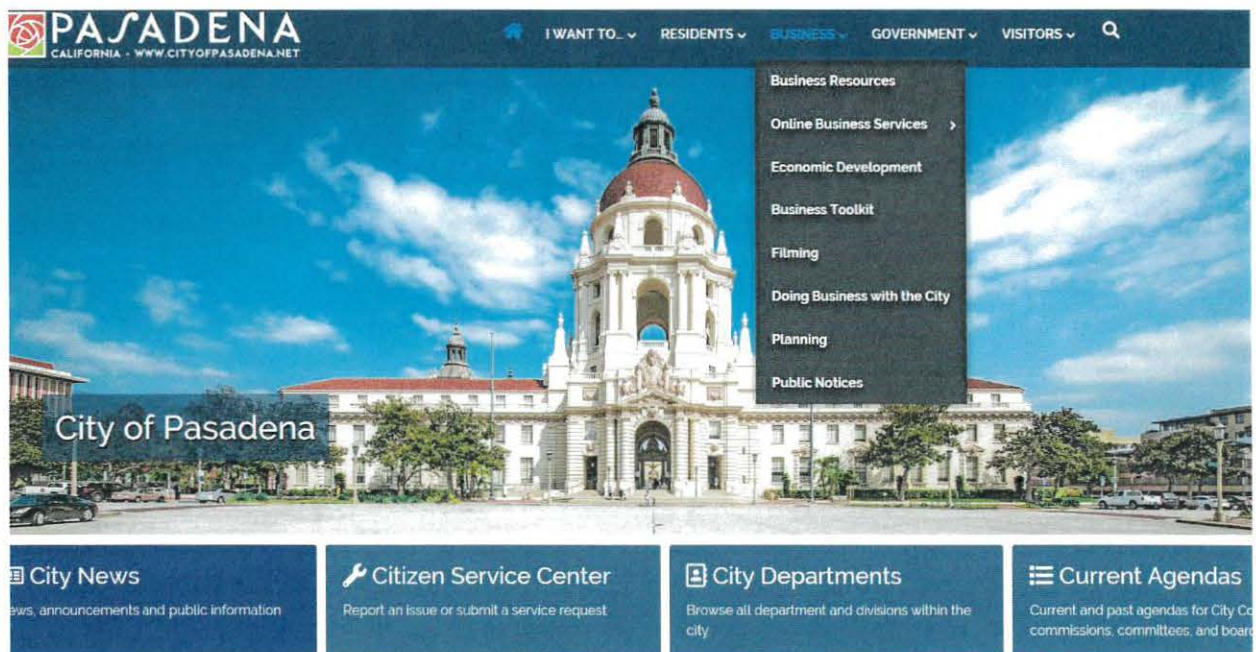 PASADENA
CALIFORNIA - WWW.CITYOFPASADENA.NET
I WANT TO... RESIDENTS BUSINESS GOVERNMENT VISITORS
Business Resources
Online Business Services
Economic Development
Business Toolkit
Filming
Doing Business with the City
Planning
Public Notices
City of Pasadena
City News
ews, announcements and public information
Citizen Service Center
Report an issue or submit a service request
City Departments
Browse all department and divisions within the
city
Current Agendas
Current and past agendas for City Co
commissions, committees, and board